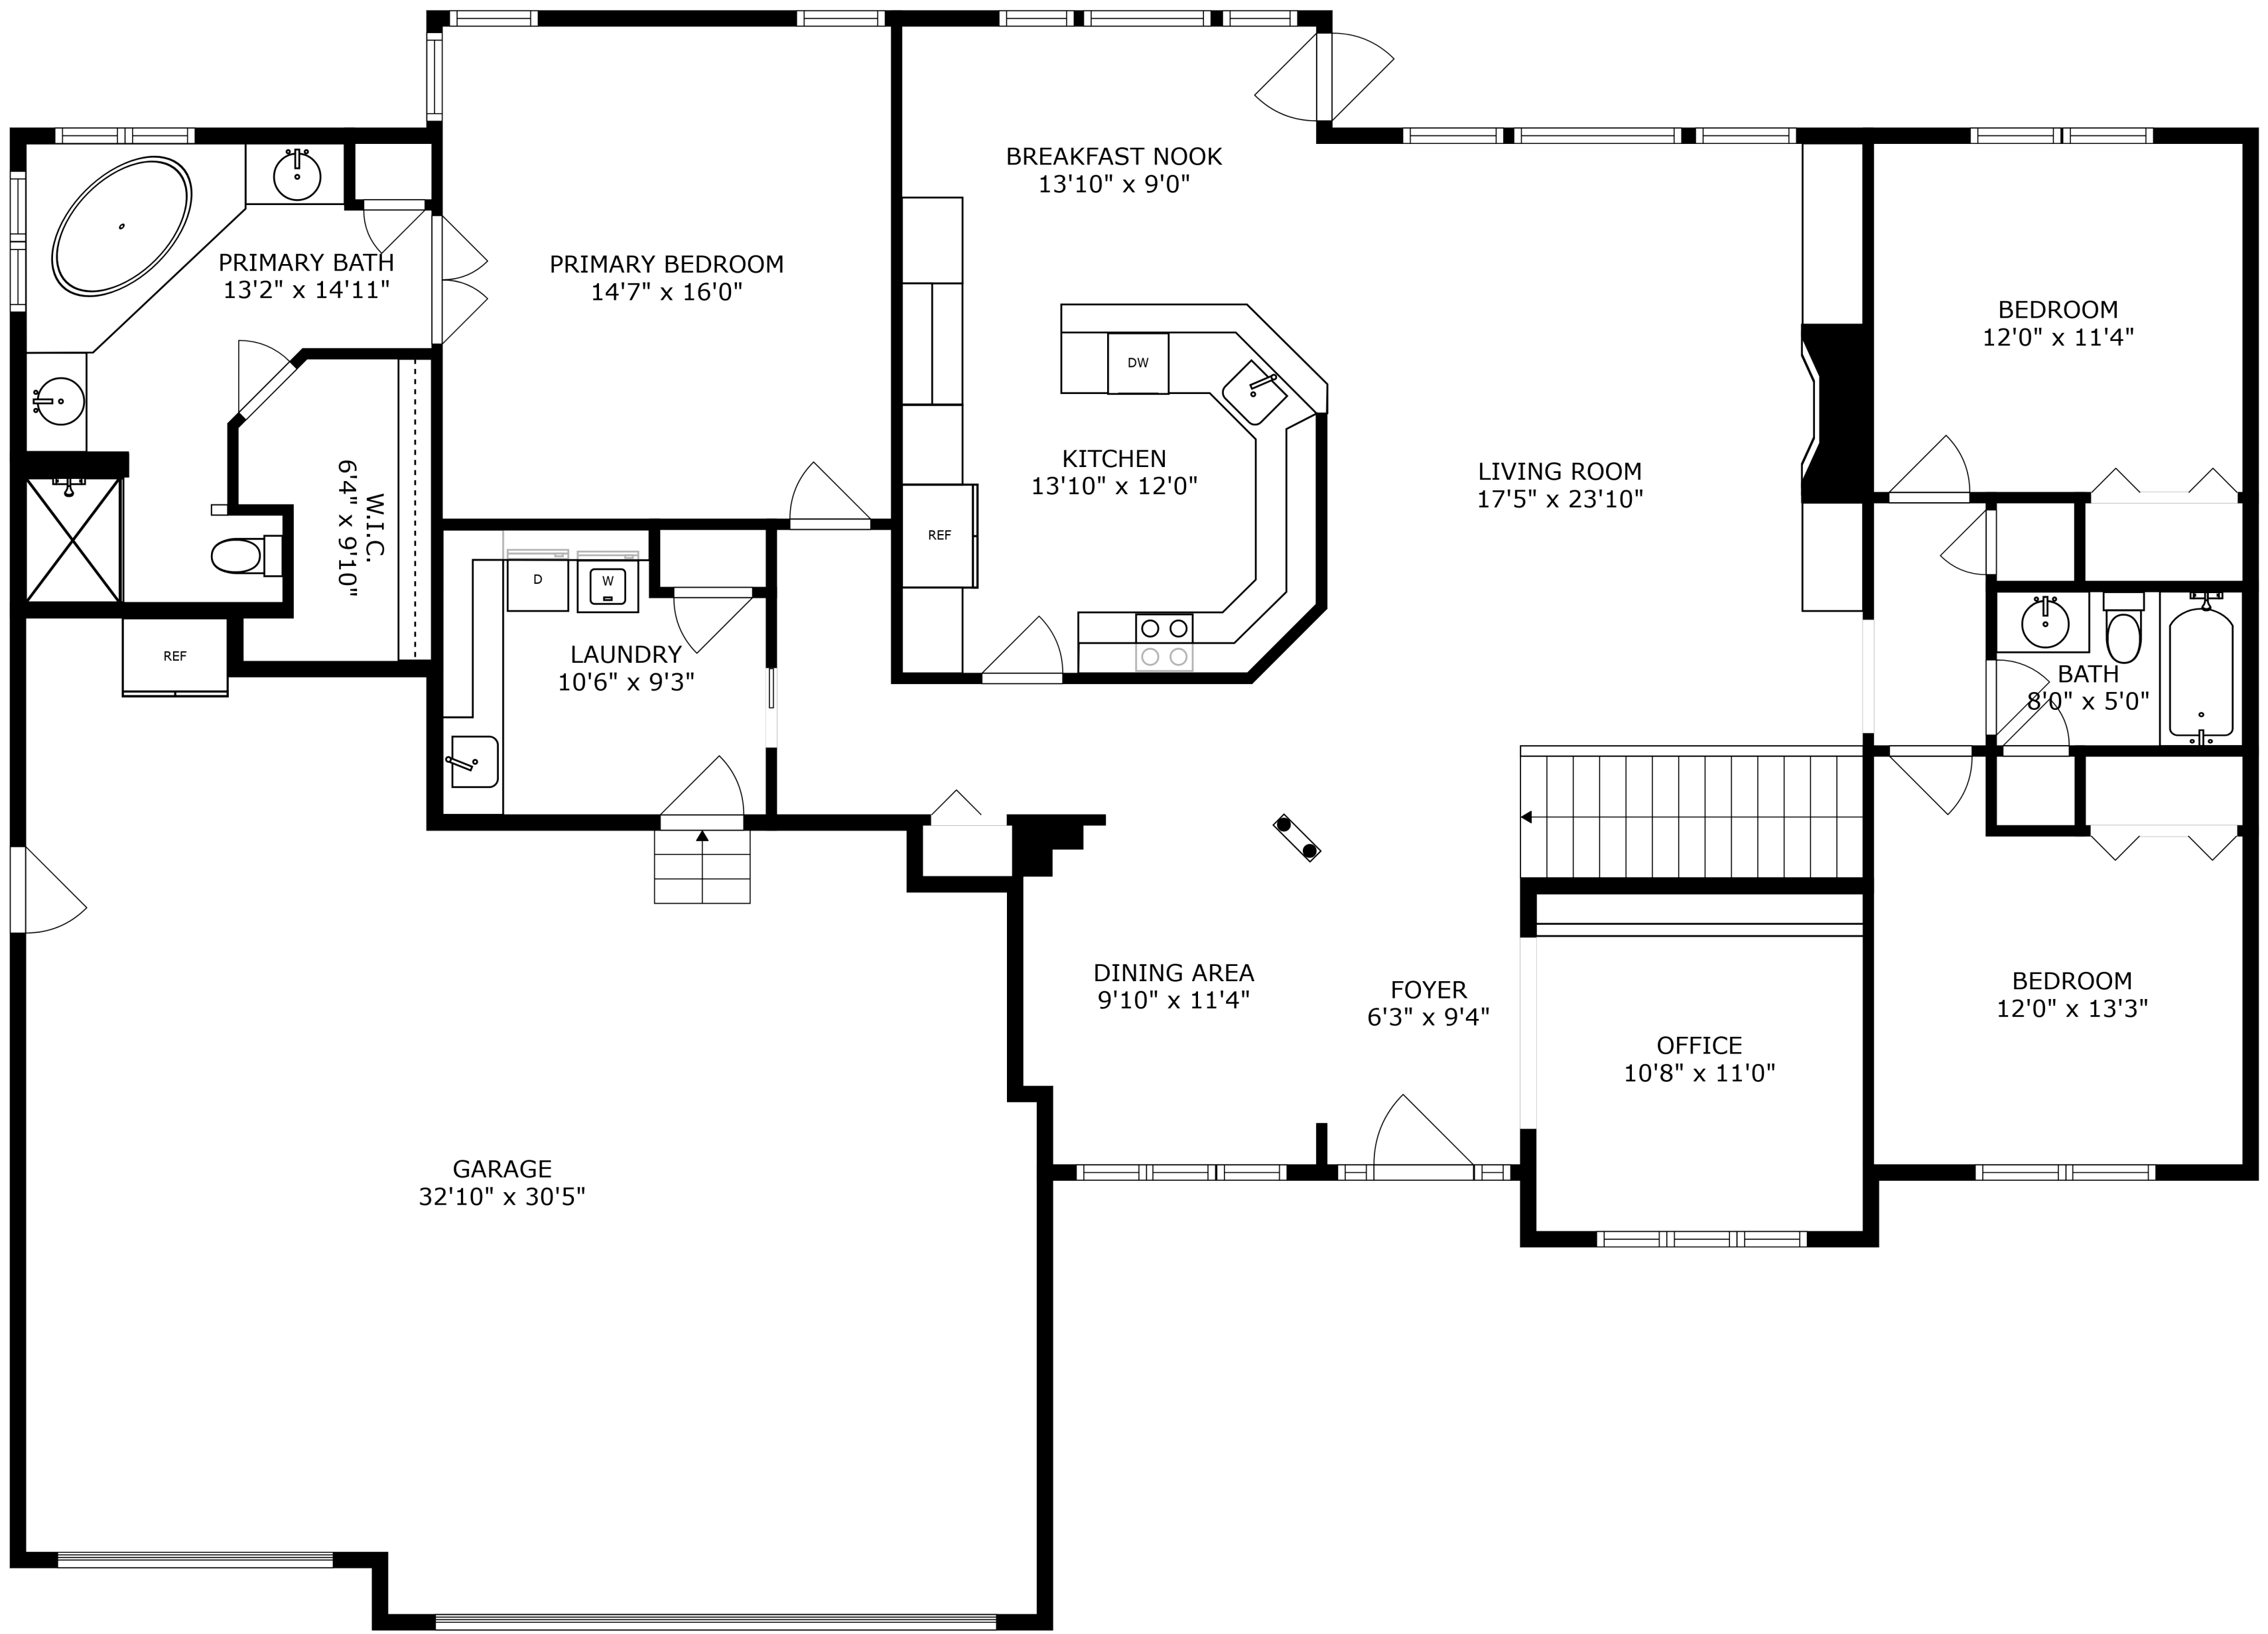 BREAKFAST NOOK
13'10" x 9'0"
PRIMARY BATH
13'2" x 14'11"
PRIMARY BEDROOM
14'7" x 16'0"
BEDROOM
12'0" x 11'4"
DW
KITCHEN
13'10" x 12'0"
LIVING ROOM
17'5" x 23'10"
W.I.C.
6'4" x 9'10"
REF
D
W
REF
LAUNDRY
10'6" x 9'3"
BATH
8'0" x 5'0"
DINING AREA
9'10" x 11'4"
FOYER
6'3" x 9'4"
BEDROOM
12'0" x 13'3"
OFFICE
10'8" x 11'0"
GARAGE
32'10" x 30'5"